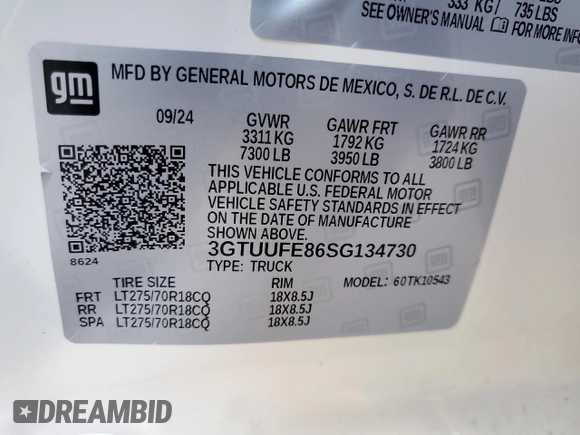 333 KG / 735 LBS
SEE OWNER'S MANUAL FOR MORE INFO
gm
MFD BY GENERAL MOTORS DE MEXICO, S. DE R.L. DE C.V.
09/24 GVWR GAWR FRT GAWR RR
3311 KG 1792 KG 1724 KG
7300 LB 3950 LB 3800 LB
THIS VEHICLE CONFORMS TO ALL
APPLICABLE U.S. FEDERAL MOTOR
VEHICLE SAFETY STANDARDS IN EFFECT
ON THE DATE OF MANUFACTURE
SHOWN ABOVE.
8624
3GTUUFE86SG134730
TYPE: TRUCK
TIRE SIZE RIM MODEL: 60TK10543
FRT LT275/70R18CQ 18X8.5J
RR LT275/70R18CQ 18X8.5J
SPA LT275/70R18CQ 18X8.5J
DREAMBID